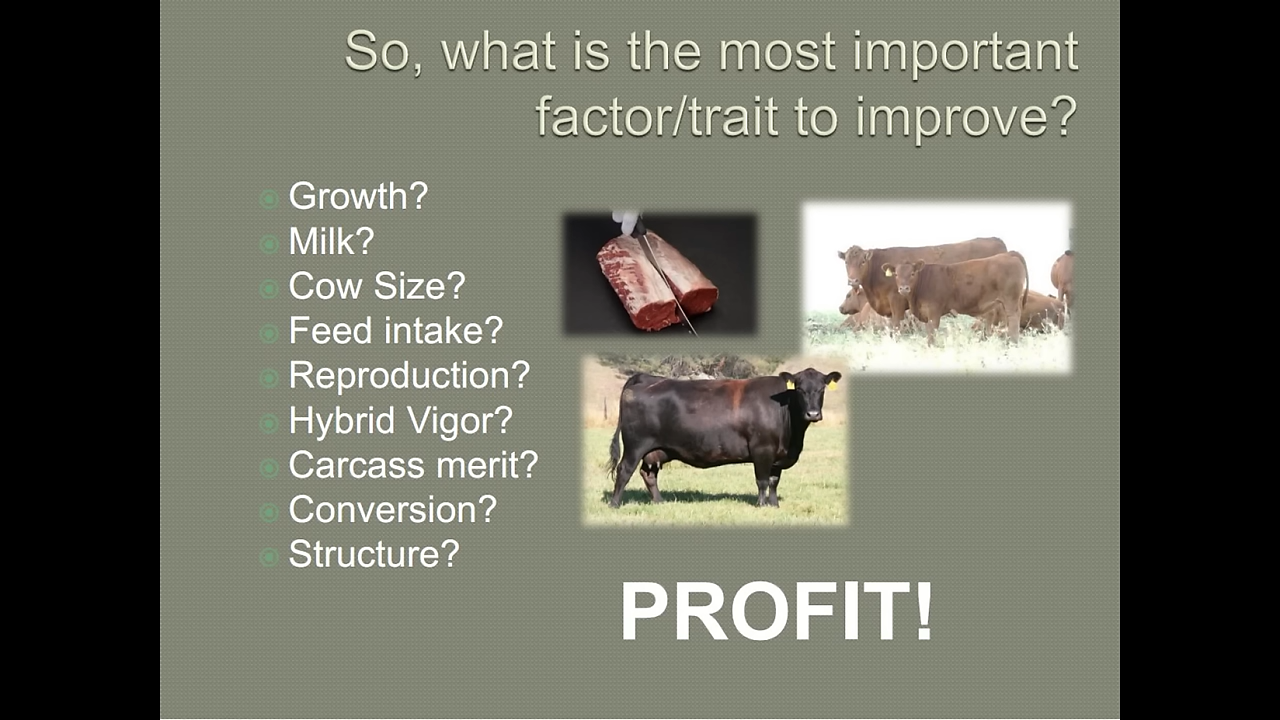 So, what is the most important
factor/trait to improve?
Growth?
Milk?
Cow Size?
Feed intake?
Reproduction?
Hybrid Vigor?
Carcass merit?
Conversion?
Structure?
PROFIT!